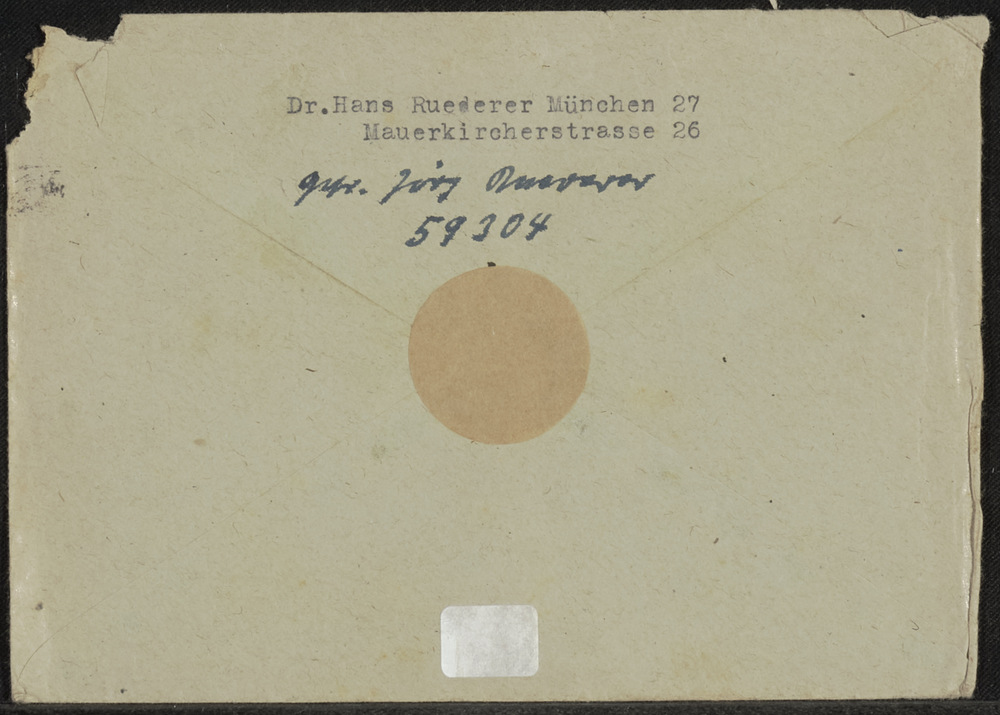 Dr.Hans Ruederer München 27
Mauerkircherstrasse 26
Gefr. Jörg Ruederer
59304